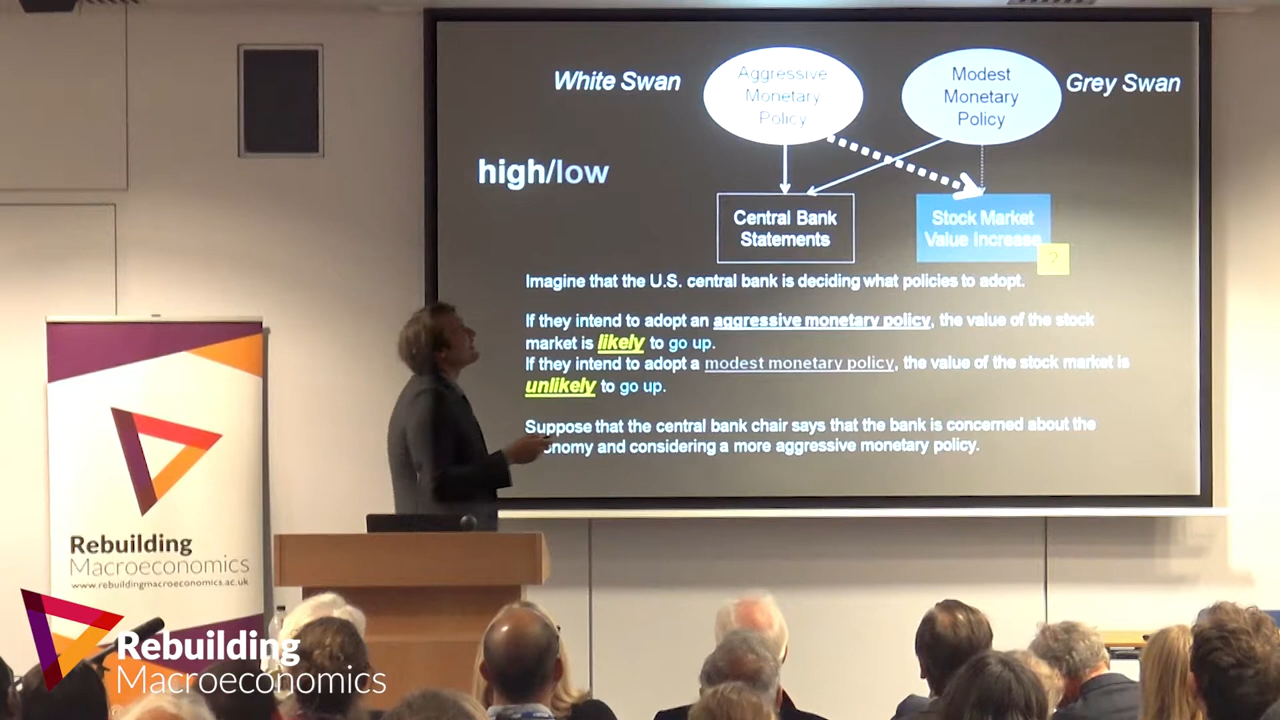 White Swan
Aggressive
Monetary
Policy
Modest
Monetary
Policy
Grey Swan
high/low
Central Bank
Statements
Stock Market
Value Increase
?
Imagine that the U.S. central bank is deciding what policies to adopt.
If they intend to adopt an aggressive monetary policy, the value of the stock
market is likely to go up.
If they intend to adopt a modest monetary policy, the value of the stock market is
unlikely to go up.
Suppose that the central bank chair says that the bank is concerned about the
and considering a more aggressive monetary policy.
Rebuilding
Macroeconomics
www.rebuildingmacroeconomics.ac.uk
Rebuilding
Macroeconomics